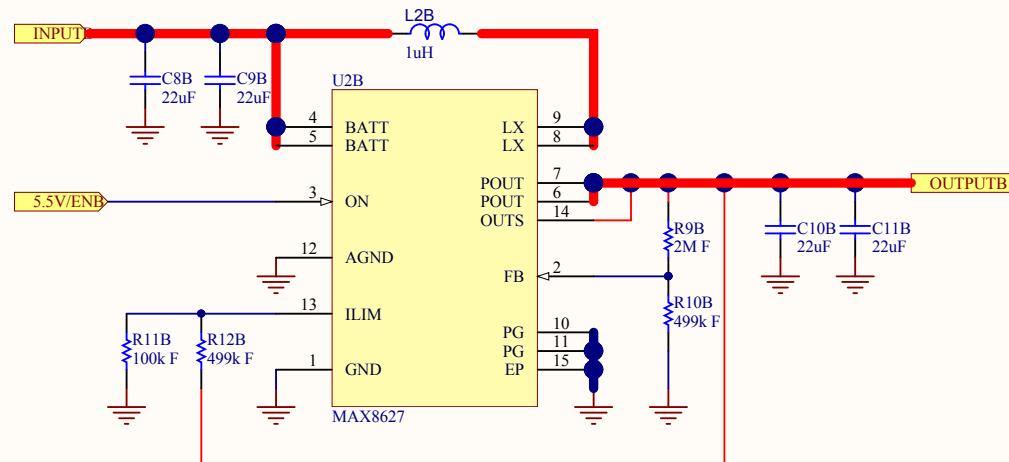 INPUT
L2B
1uH
C8B
22uF
C9B
22uF
U2B
4 BATT
5 BATT
LX 9
LX 8
POUT 7
POUT 6
OUTS 14
OUTPUTB
5.5V/ENB
3 ON
R9B
2M F
C10B
22uF
C11B
22uF
12 AGND
FB 2
R10B
499k F
13 ILIM
PG 10
PG 11
EP 15
R11B
100k F
R12B
499k F
1 GND
MAX8627